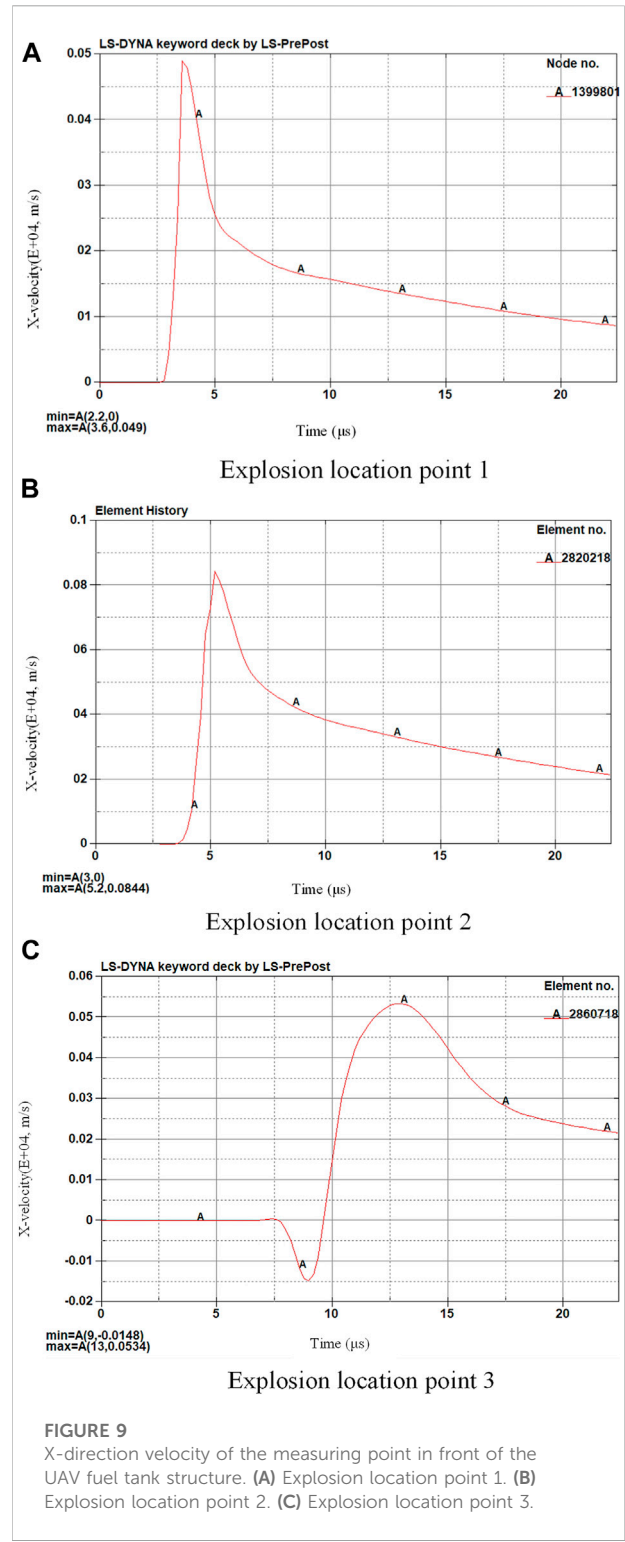 A
LS-DYNA keyword deck by LS-PrePost
Node no.
A 1399801
0.05
0.04
03
02
01
0
X-velocity(E+04, m/s)
A
A
A
A
A
0
5
10
15
20
min=A(2.2,0)
max=A(3.6,0.049)
Time (μs)
Explosion location point 1
B
Element History
Element no.
A 2820218
0.1
0.08
06
04
02
0
X-velocity(E+04, m/s)
A
A
A
A
A
0
5
10
15
20
min=A(3,0)
max=A(5.2,0.0844)
Time (μs)
Explosion location point 2
C
LS-DYNA keyword deck by LS-PrePost
Element no.
A 2860718
0.06
0.05
0.04
0.03
0.02
0.01
0
-0.01
-0.02
X-velocity(E+04, m/s)
A
A
A
A
A
0
5
10
15
20
min=A(9,-0.0148)
max=A(13,0.0534)
Time (μs)
Explosion location point 3
FIGURE 9
X-direction velocity of the measuring point in front of the
UAV fuel tank structure. (A) Explosion location point 1. (B)
Explosion location point 2. (C) Explosion location point 3.